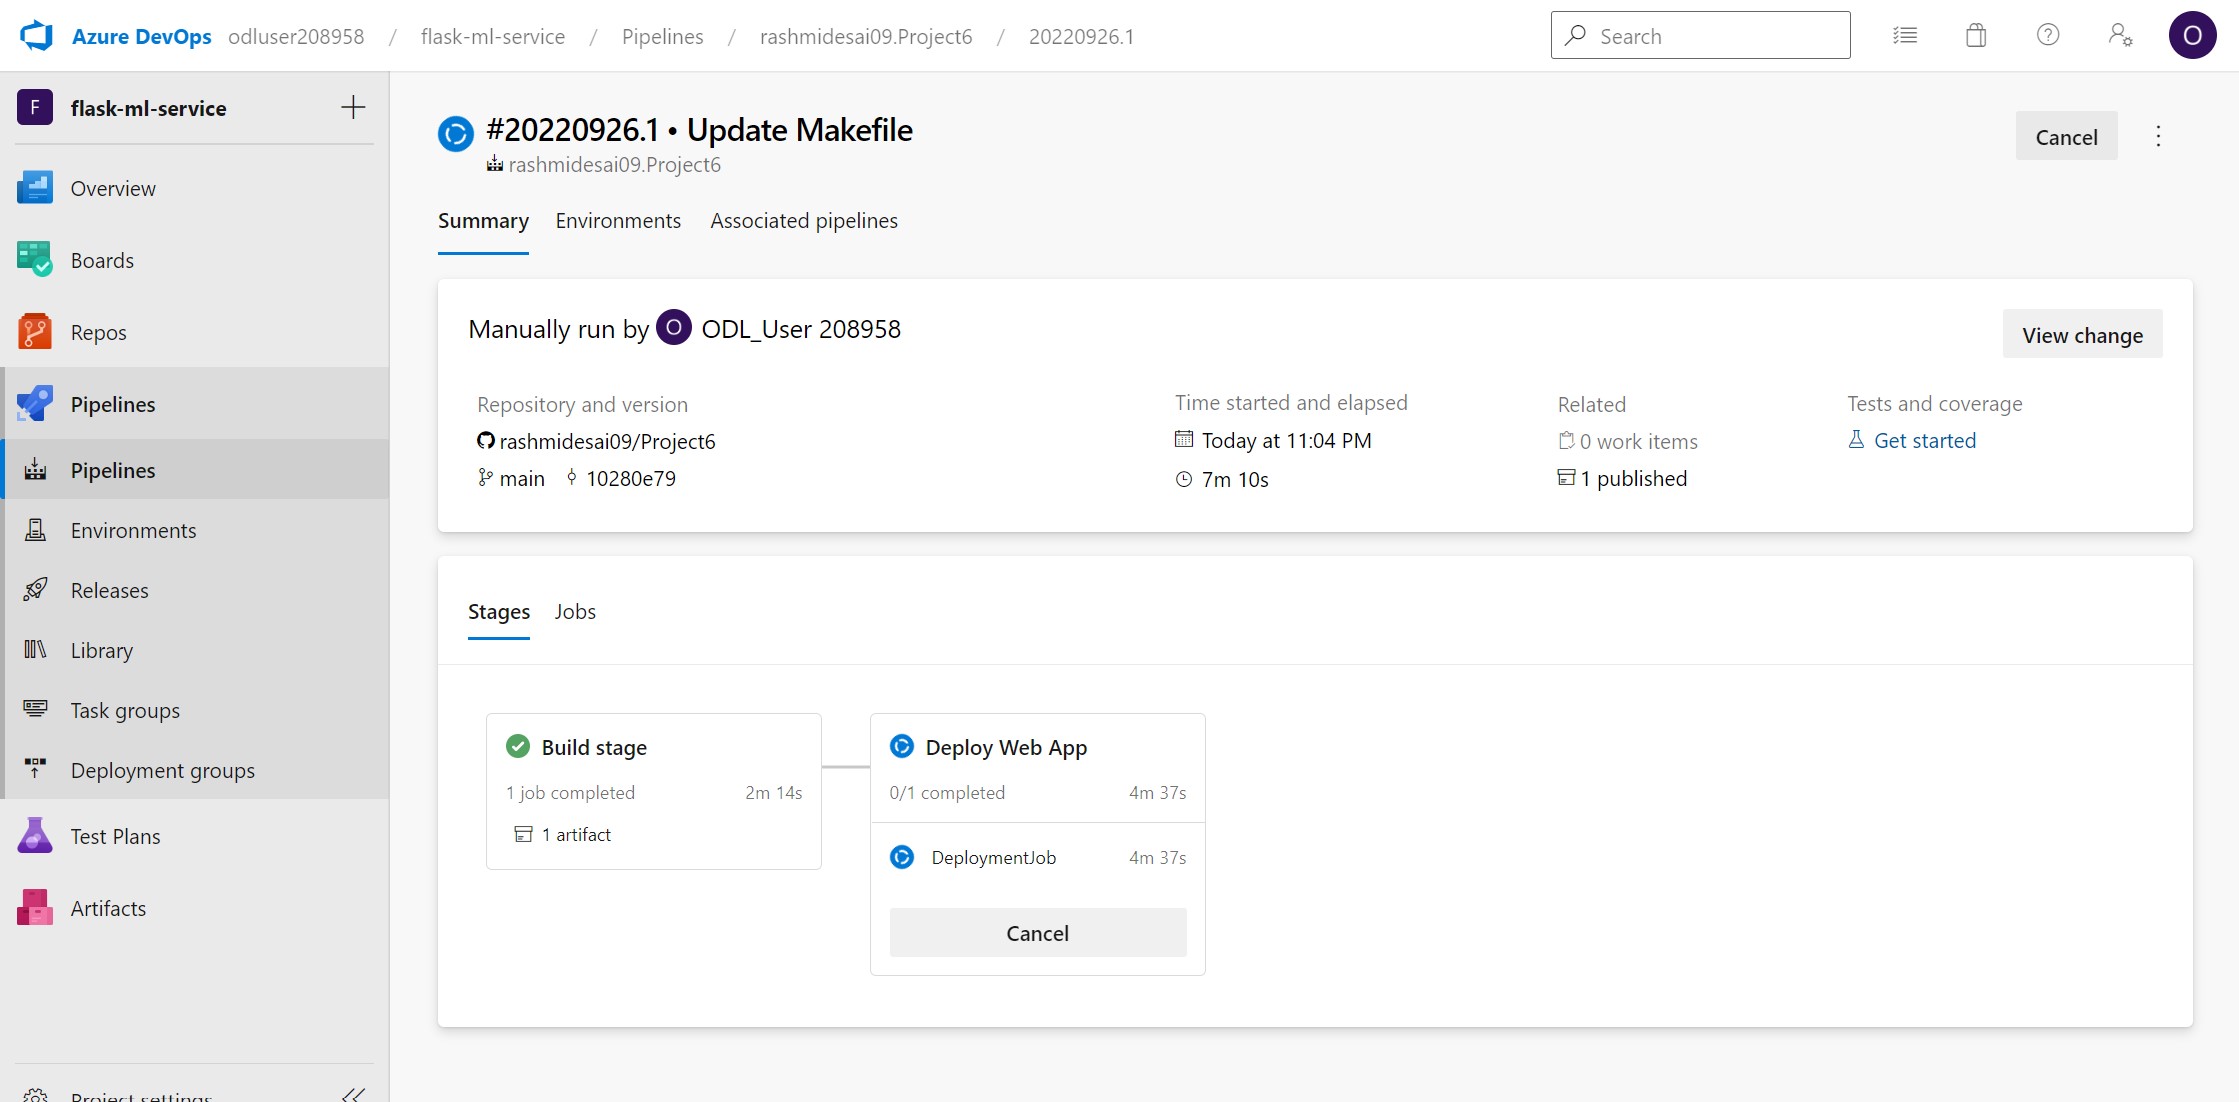 Azure DevOps odluser208958 / flask-ml-service / Pipelines / rashmidesai09.Project6 / 20220926.1
Search
O
F flask-ml-service
Overview
Boards
Repos
Pipelines
Pipelines
Environments
Releases
Library
Task groups
Deployment groups
Test Plans
Artifacts
Project settings
#20220926.1 • Update Makefile
rashmidesai09.Project6
Cancel
Summary Environments Associated pipelines
Manually run by O ODL_User 208958
View change
Repository and version
rashmidesai09/Project6
main 10280e79
Time started and elapsed
Today at 11:04 PM
7m 10s
Related
0 work items
1 published
Tests and coverage
Get started
Stages Jobs
Build stage
1 job completed 2m 14s
1 artifact
Deploy Web App
0/1 completed 4m 37s
DeploymentJob 4m 37s
Cancel